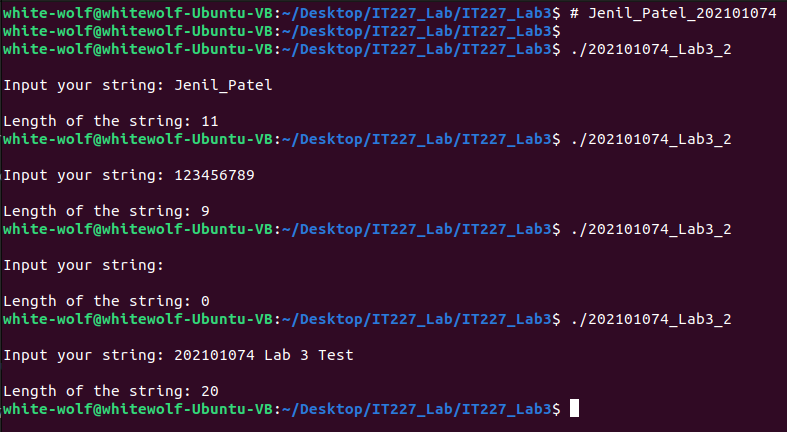 white-wolf@whitewolf-Ubuntu-VB:~/Desktop/IT227_Lab/IT227_Lab3$ # Jenil_Patel_202101074
white-wolf@whitewolf-Ubuntu-VB:~/Desktop/IT227_Lab/IT227_Lab3$
white-wolf@whitewolf-Ubuntu-VB:~/Desktop/IT227_Lab/IT227_Lab3$ ./202101074_Lab3_2
Input your string: Jenil_Patel
Length of the string: 11
white-wolf@whitewolf-Ubuntu-VB:~/Desktop/IT227_Lab/IT227_Lab3$ ./202101074_Lab3_2
Input your string: 123456789
Length of the string: 9
white-wolf@whitewolf-Ubuntu-VB:~/Desktop/IT227_Lab/IT227_Lab3$ ./202101074_Lab3_2
Input your string:
Length of the string: 0
white-wolf@whitewolf-Ubuntu-VB:~/Desktop/IT227_Lab/IT227_Lab3$ ./202101074_Lab3_2
Input your string: 202101074 Lab 3 Test
Length of the string: 20
white-wolf@whitewolf-Ubuntu-VB:~/Desktop/IT227_Lab/IT227_Lab3$